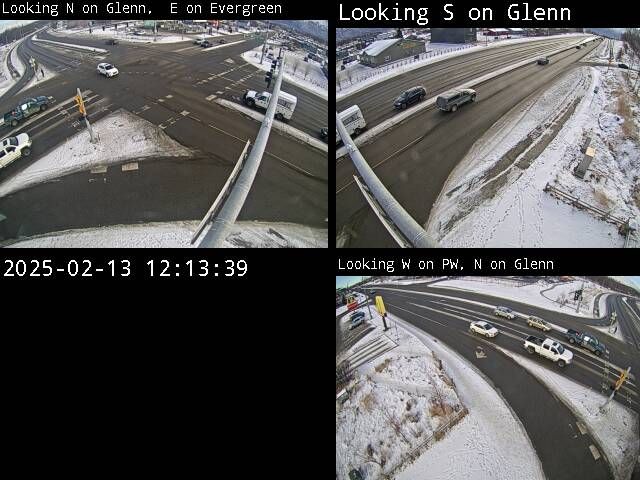 Looking N on Glenn, E on Evergreen
Looking S on Glenn
2025-02-13 12:13:39
Looking W on PW, N on Glenn